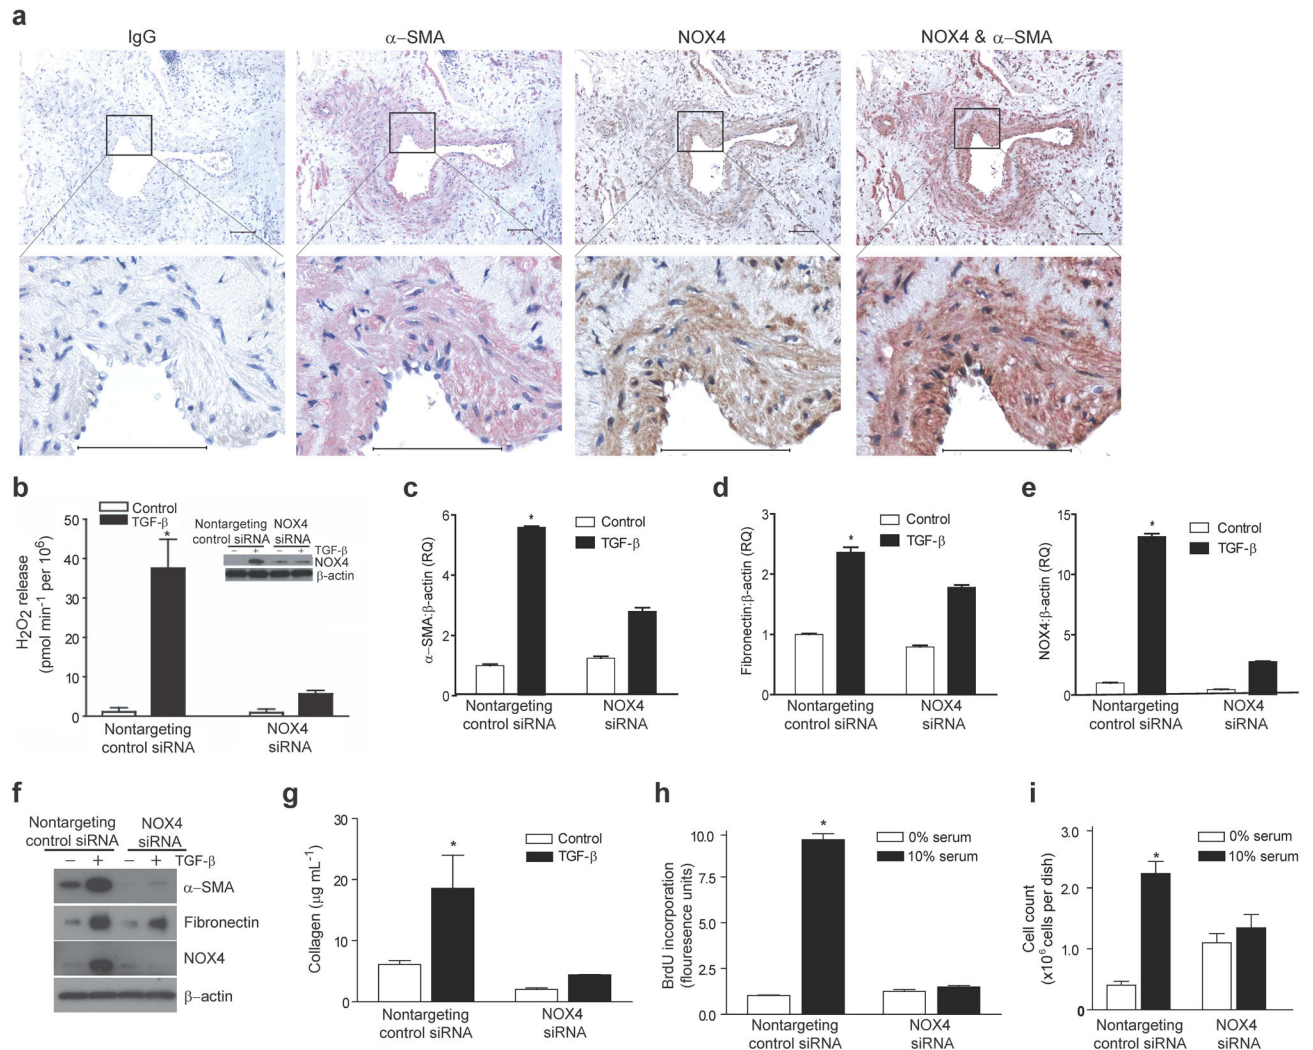 a
IgG
α–SMA
NOX4
NOX4 & α–SMA
b
Control
TGF-β
50
40
30
20
10
0
H2O2 release
(pmol min–1 per 106)
*
Nontargeting
control siRNA
NOX4
siRNA
– + – +
TGF-β
NOX4
β-actin
Nontargeting
control siRNA
NOX4
siRNA
c
Control
TGF-β
6
4
2
0
α–SMA:β-actin (RQ)
*
Nontargeting
control siRNA
NOX4
siRNA
d
Control
TGF-β
3
2
1
0
Fibronectin:β-actin (RQ)
*
Nontargeting
control siRNA
NOX4
siRNA
e
Control
TGF-β
15
10
5
0
NOX4:β-actin (RQ)
*
Nontargeting
control siRNA
NOX4
siRNA
f
Nontargeting
control siRNA
NOX4
siRNA
– + – +
TGF-β
α–SMA
Fibronectin
NOX4
β–actin
g
Control
TGF-β
30
20
10
0
Collagen (µg mL–1)
*
Nontargeting
control siRNA
NOX4
siRNA
h
0% serum
10% serum
10.0
7.5
5.0
2.5
0.0
BrdU incorporation
(flouresence units)
*
Nontargeting
control siRNA
NOX4
siRNA
i
0% serum
10% serum
3.0
2.0
1.0
0
Cell count
(x106 cells per dish)
*
Nontargeting
control siRNA
NOX4
siRNA